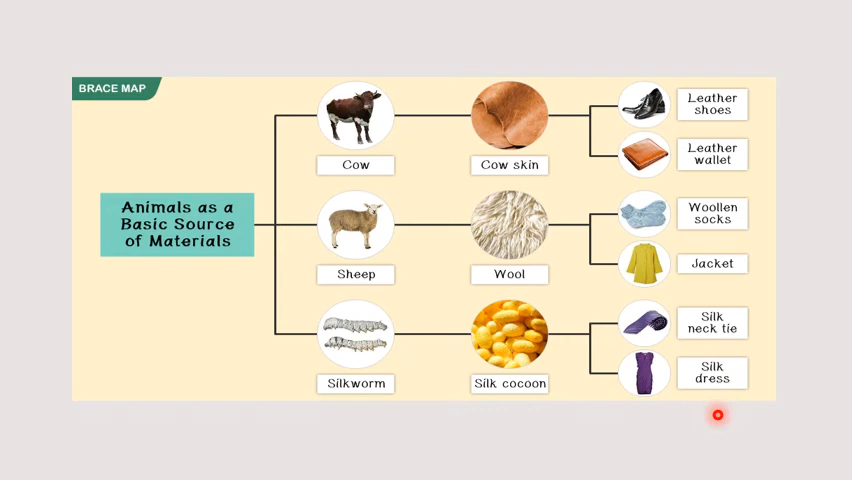 BRACE MAP
Animals as a
Basic Source
of Materials
Cow
Cow skin
Leather
shoes
Leather
wallet
Sheep
Wool
Woollen
socks
Jacket
Silkworm
Silk cocoon
Silk
neck tie
Silk
dress